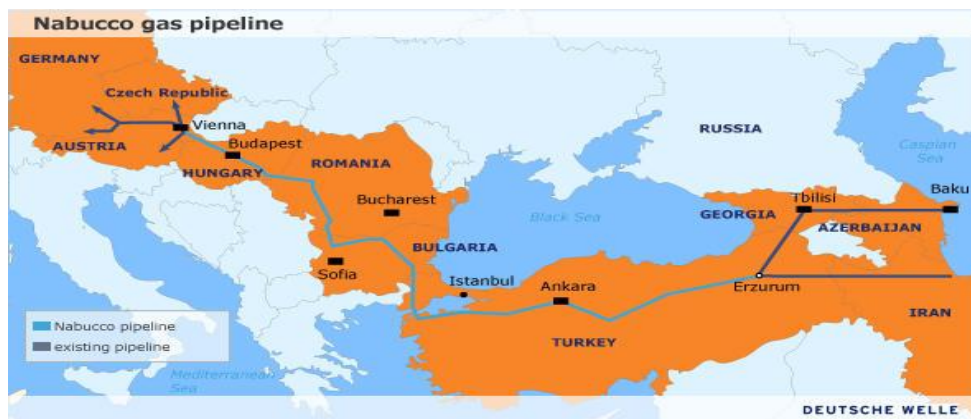 Nabucco gas pipeline
GERMANY
Czech Republic
Vienna
AUSTRIA
Budapest
HUNGARY
ROMANIA
Bucharest
BULGARIA
Sofia
Istanbul
Black Sea
RUSSIA
Caspian
Sea
Tbilisi
Baku
GEORGIA
AZERBAIJAN
Ankara
Erzurum
TURKEY
IRAN
Mediterranean
Sea
Nabucco pipeline
existing pipeline
DEUTSCHE WELLE